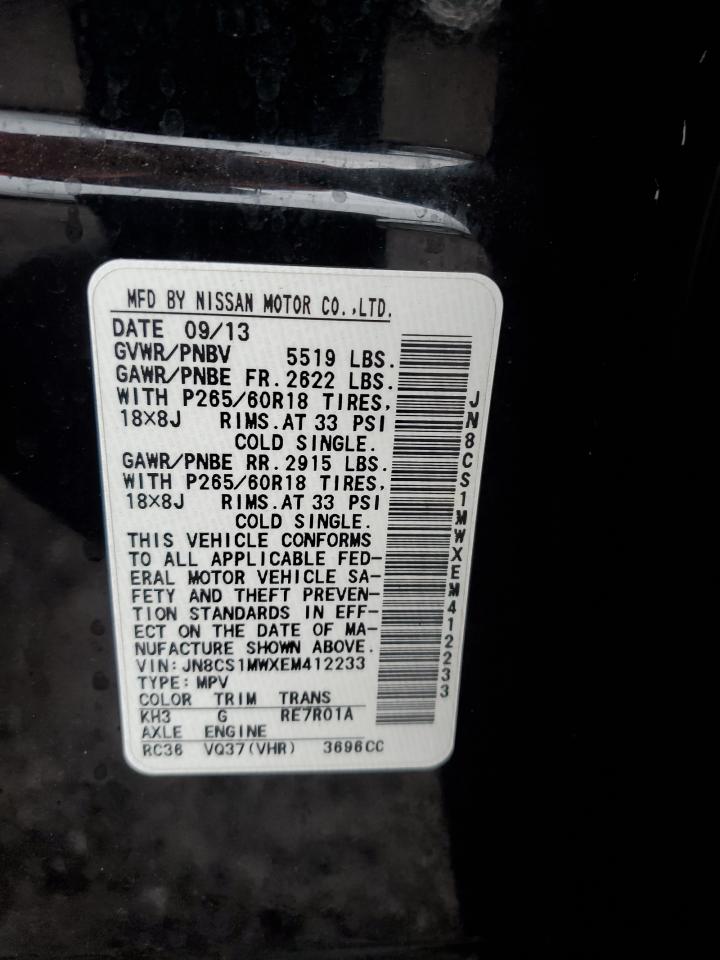 MFD BY NISSAN MOTOR CO.,LTD.
DATE 09/13
GVWR/PNBV 5519 LBS.
GAWR/PNBE FR. 2622 LBS.
WITH P265/60R18 TIRES,
18X8J RIMS. AT 33 PSI
COLD SINGLE.
GAWR/PNBE RR. 2915 LBS.
WITH P265/60R18 TIRES,
18X8J RIMS. AT 33 PSI
COLD SINGLE.
THIS VEHICLE CONFORMS
TO ALL APPLICABLE FED-
ERAL MOTOR VEHICLE SA-
FETY AND THEFT PREVEN-
TION STANDARDS IN EFF-
ECT ON THE DATE OF MA-
NUFACTURE SHOWN ABOVE.
VIN: JN8CS1MWXEM412233
TYPE: MPV
COLOR TRIM TRANS
KH3 G RE7R01A
AXLE ENGINE
RC36 VQ37(VHR) 3696CC
JN8CS1MWXEM412233